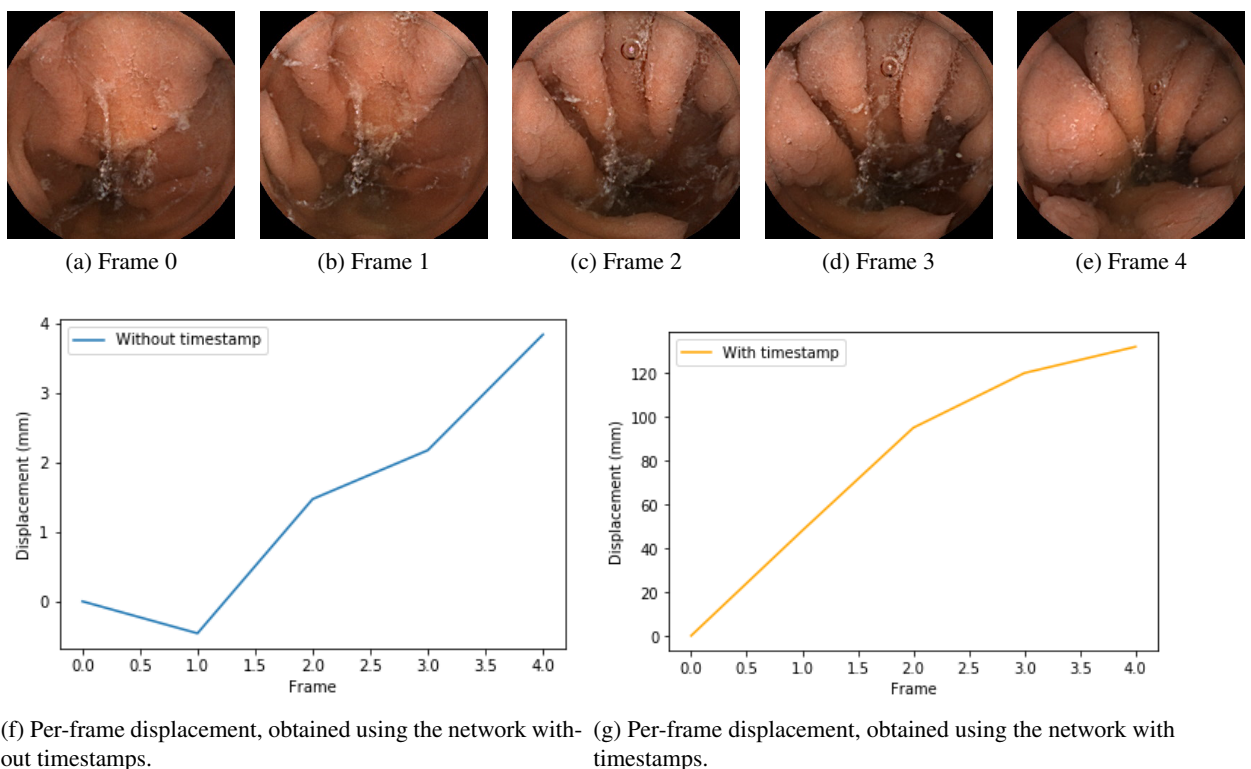 (a) Frame 0
(b) Frame 1
(c) Frame 2
(d) Frame 3
(e) Frame 4
Without timestamp
Displacement (mm)
4
3
2
1
0
0.0 0.5 1.0 1.5 2.0 2.5 3.0 3.5 4.0
Frame
With timestamp
Displacement (mm)
120
100
80
60
40
20
0
0.0 0.5 1.0 1.5 2.0 2.5 3.0 3.5 4.0
Frame
(f) Per-frame displacement, obtained using the network with-
out timestamps.
(g) Per-frame displacement, obtained using the network with
timestamps.